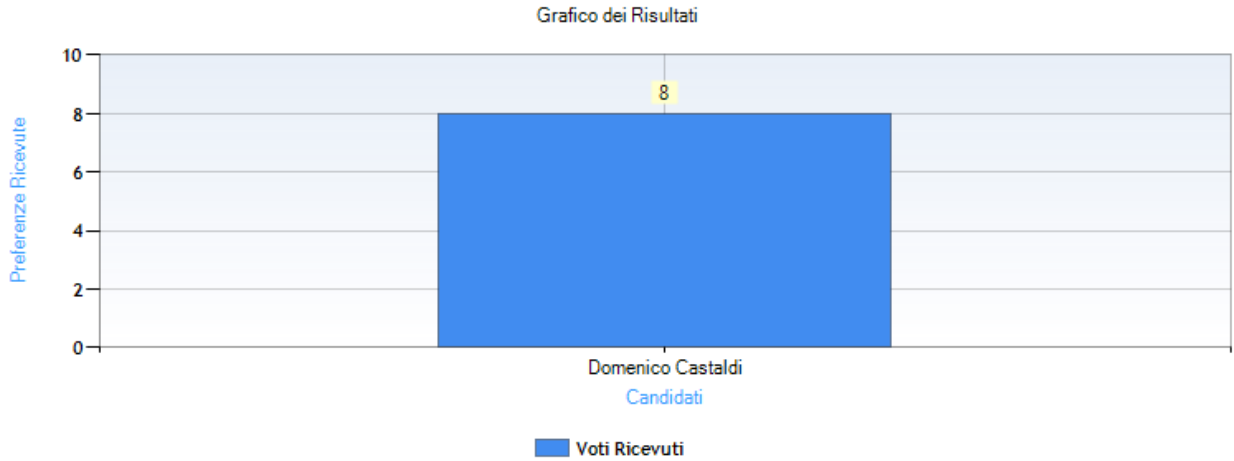 Grafico dei Risultati
10
8
8
6
4
2
0
Preferenze Ricevute
Domenico Castaldi
Candidati
Voti Ricevuti